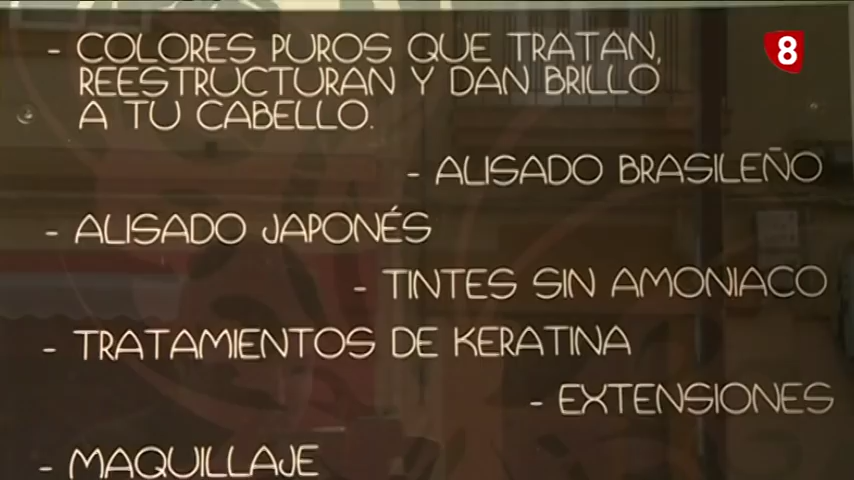 - COLORES PUROS QUE TRATAN,
REESTRUCTURAN Y DAN BRILLO
A TU CABELLO.
- ALISADO BRASILEÑO
- ALISADO JAPONÉS
- TINTES SIN AMONIACO
- TRATAMIENTOS DE KERATINA
- EXTENSIONES
- MAQUILLAJE
8